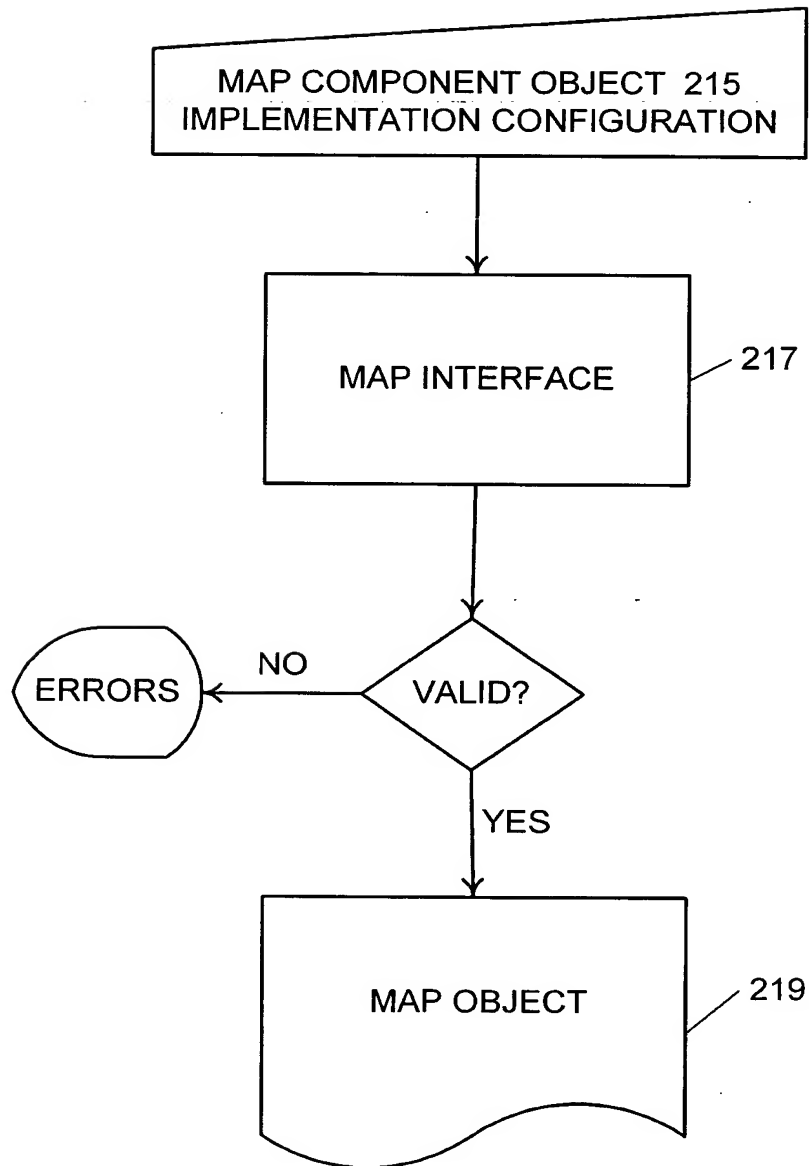 MAP COMPONENT OBJECT 215
IMPLEMENTATION CONFIGURATION
MAP INTERFACE
217
NO
ERRORS
VALID?
YES
MAP OBJECT
219